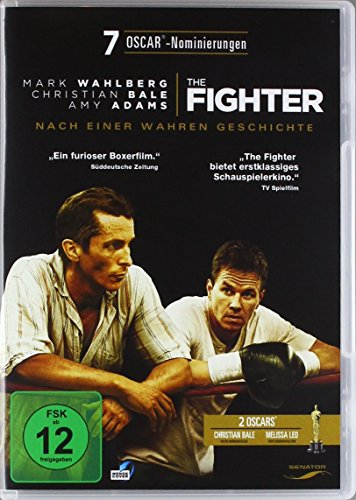 7 OSCAR®-Nominierungen
MARK WAHLBERG
CHRISTIAN BALE
AMY ADAMS
THE
FIGHTER
NACH EINER WAHREN GESCHICHTE
„Ein furioser Boxerfilm.“
Süddeutsche Zeitung
„The Fighter
bietet erstklassiges
Schauspielerkino.“
TV Spielfilm
FSK
ab
12
freigegeben
WENDE
COVER
2 OSCARS®
CHRISTIAN BALE
MELISSA LEO
SENATOR